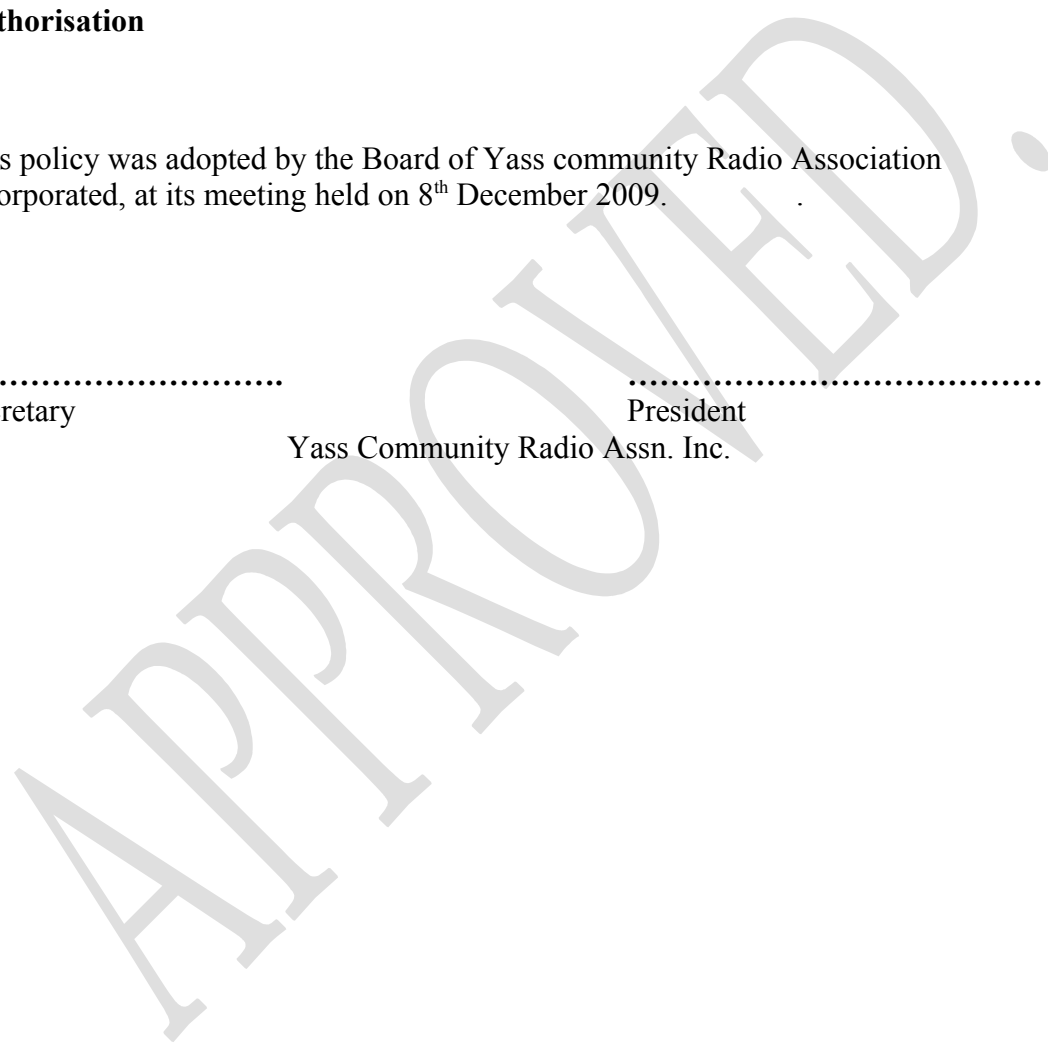 thorisation
s policy was adopted by the Board of Yass community Radio Association
orporated, at its meeting held on 8th December 2009. .
………………………. …………………………………
retary President
Yass Community Radio Assn. Inc.
APPROVED.